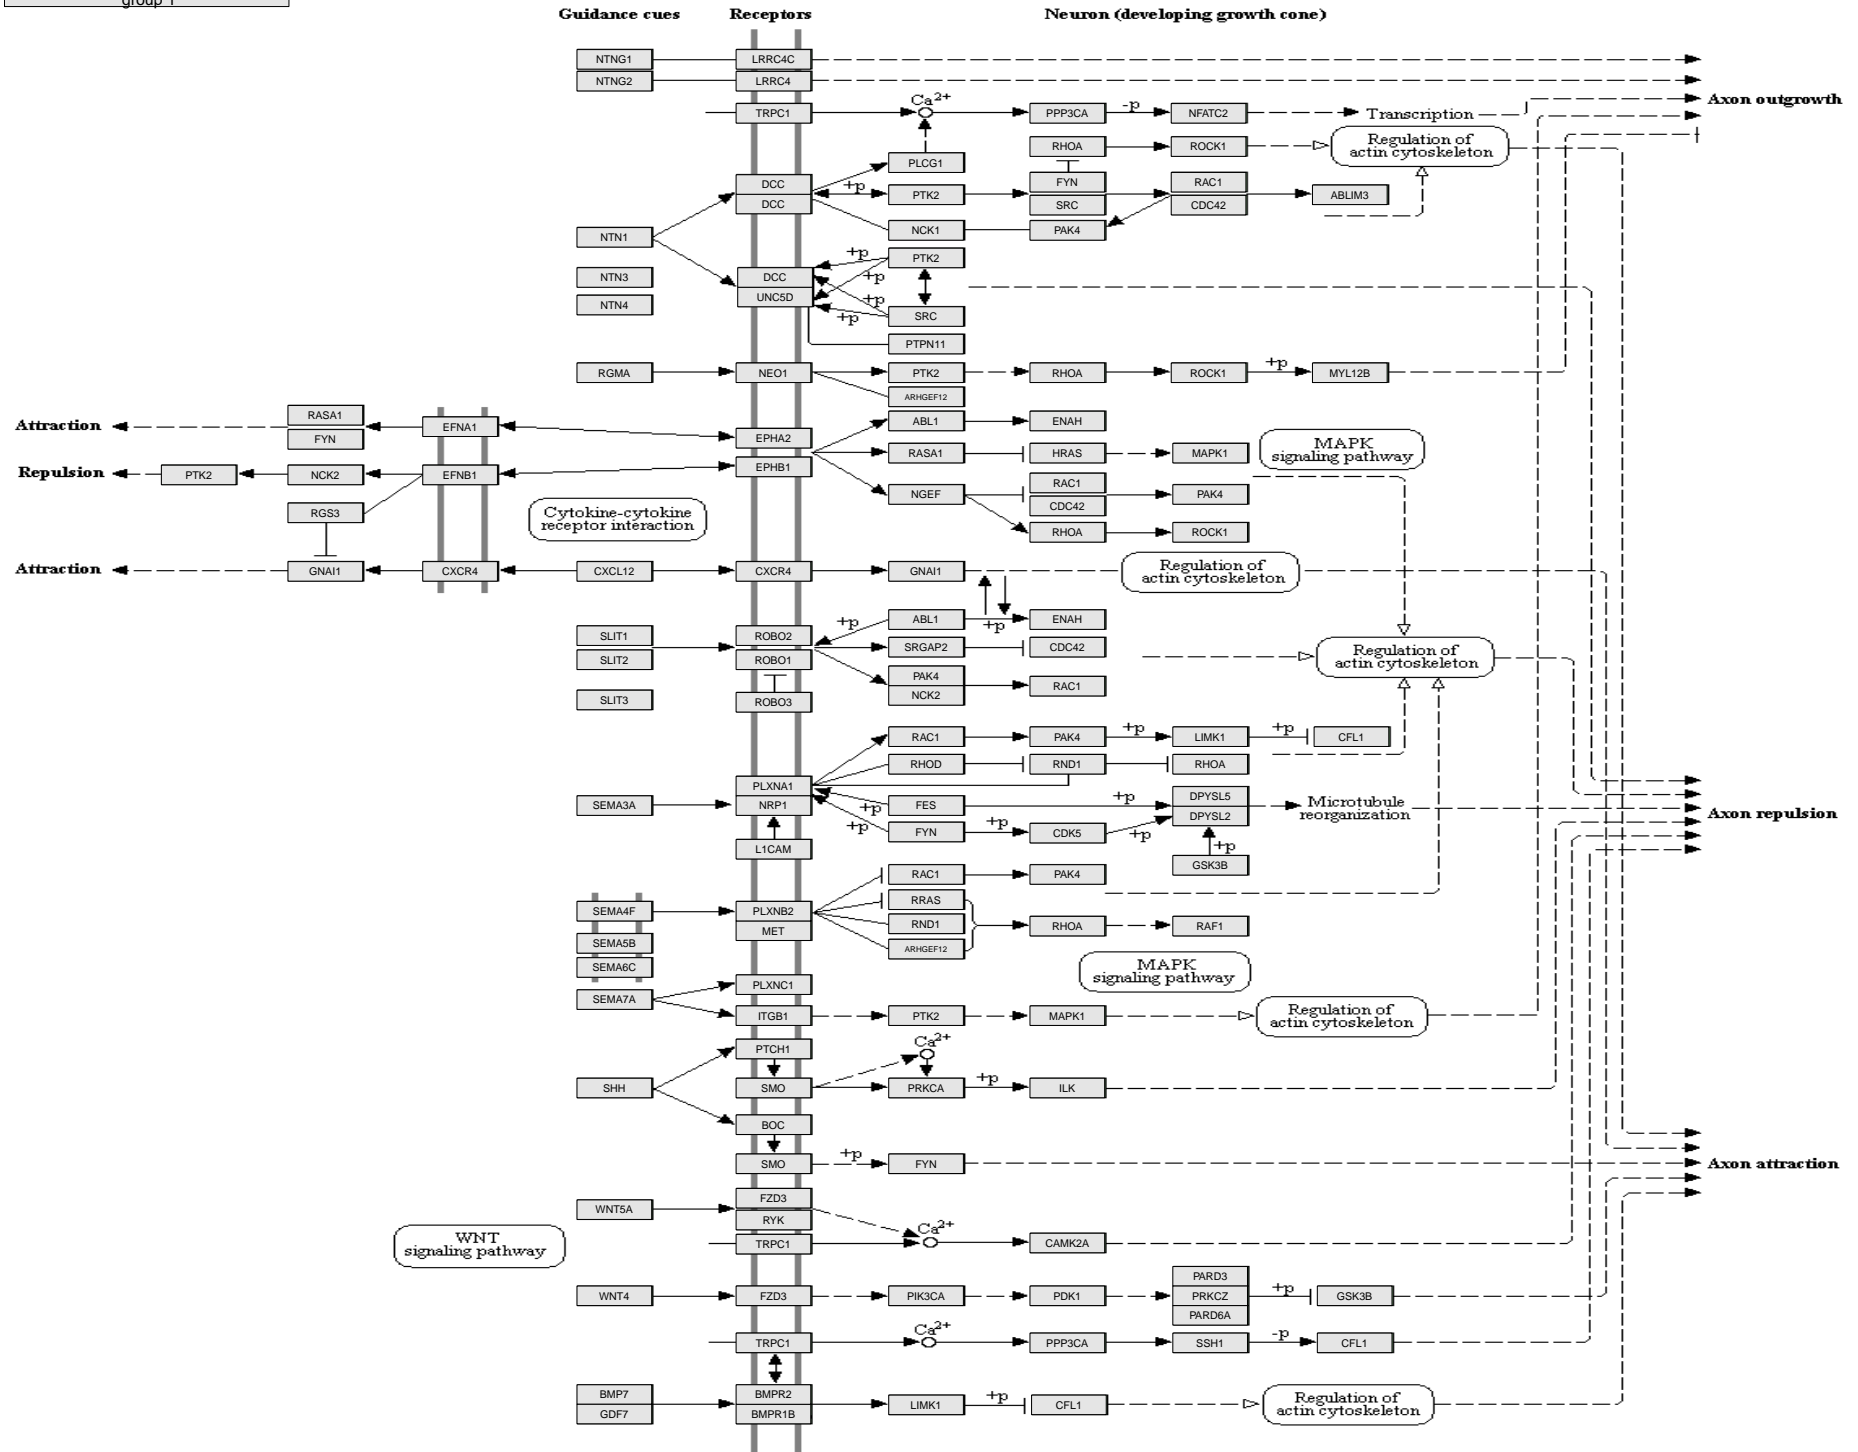 group 1
Guidance cues Receptors Neuron (developing growth cone)
NTNG1 LRRC4C
NTNG2 LRRC4
Axon outgrowth
Ca2+
TRPC1 PPP3CA -p NFATC2 Transcription
RHOA ROCK1 Regulation of
actin cytoskeleton
PLCG1
DCC +p PTK2 FYN RAC1 ABLIM3
DCC SRC CDC42
NCK1 PAK4
NTN1
NTN3
NTN4
DCC +p PTK2
UNC5D +p
+p
+p SRC
PTPN11
RGMA NEO1 PTK2 RHOA ROCK1 +p MYL12B
ARHGEF12
Attraction RASA1 EFNA1 EPHA2 ABL1 ENAH
FYN
Repulsion PTK2 NCK2 EFNB1 EPHB1 RASA1 HRAS MAPK1 MAPK
signaling pathway
NGEF RAC1 PAK4
CDC42
RHOA ROCK1
RGS3
Cytokine-cytokine
receptor interaction
Attraction GNAI1 CXCR4 CXCL12 CXCR4 GNAI1 Regulation of
actin cytoskeleton
+p ABL1 +p ENAH
SLIT1 ROBO2 SRGAP2 CDC42
SLIT2 ROBO1 PAK4 RAC1
NCK2
SLIT3 ROBO3
Regulation of
actin cytoskeleton
RAC1 PAK4 +p LIMK1 +p CFL1
RHOD RND1 RHOA
PLXNA1
SEMA3A NRP1 +p FES +p DPYSL5 Microtubule
reorganization
+p FYN +p CDK5 +p DPYSL2
+p
L1CAM GSK3B
Axon repulsion
RAC1 PAK4
SEMA4F PLXNB2 RRAS
MET RND1 RHOA RAF1
SEMA5B ARHGEF12
SEMA6C
MAPK
signaling pathway
SEMA7A PLXNC1
ITGB1 PTK2 MAPK1 Regulation of
actin cytoskeleton
Ca2+
PTCH1
SHH SMO PRKCA +p ILK
BOC
SMO +p FYN
Axon attraction
WNT5A FZD3
RYK
Ca2+
TRPC1 CAMK2A
WNT
signaling pathway
WNT4 FZD3 PIK3CA PDK1 PARD3 +p GSK3B
PRKCZ
PARD6A
Ca2+
TRPC1 PPP3CA SSH1 -p CFL1
BMP7 BMPR2
GDF7 BMPR1B LIMK1 +p CFL1 Regulation of
actin cytoskeleton